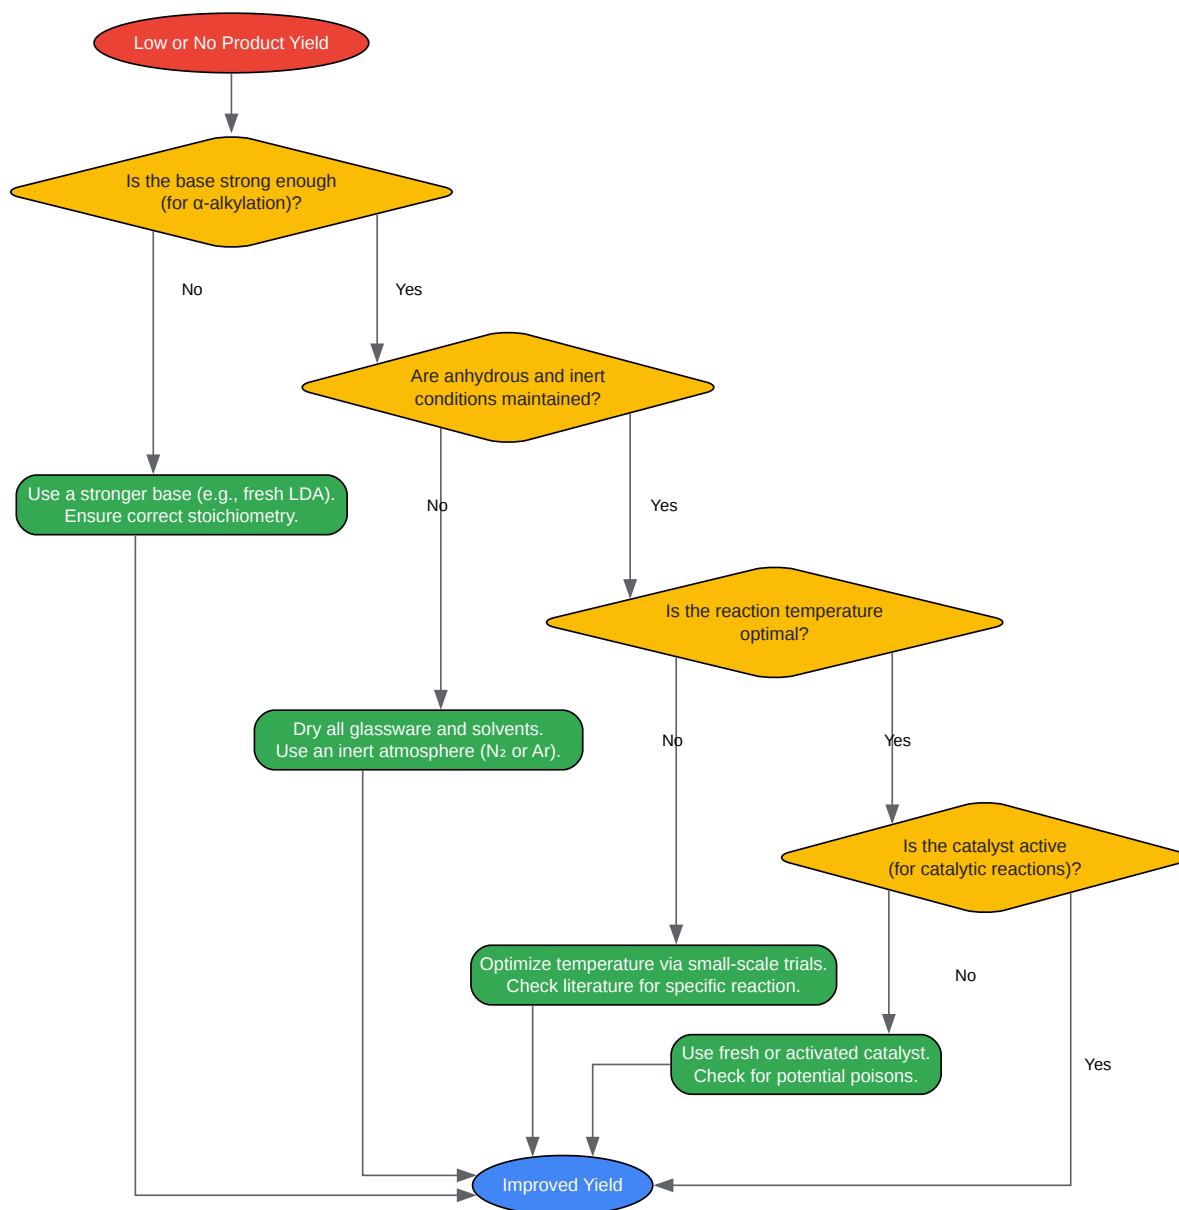 Low or No Product Yield
Is the base strong enough
(for α-alkylation)?
No
Yes
Are anhydrous and inert
conditions maintained?
Use a stronger base (e.g., fresh LDA).
Ensure correct stoichiometry.
No
Yes
Is the reaction temperature
optimal?
Dry all glassware and solvents.
Use an inert atmosphere (N₂ or Ar).
No
Yes
Is the catalyst active
(for catalytic reactions)?
Optimize temperature via small-scale trials.
Check literature for specific reaction.
No
Use fresh or activated catalyst.
Check for potential poisons.
Yes
Improved Yield